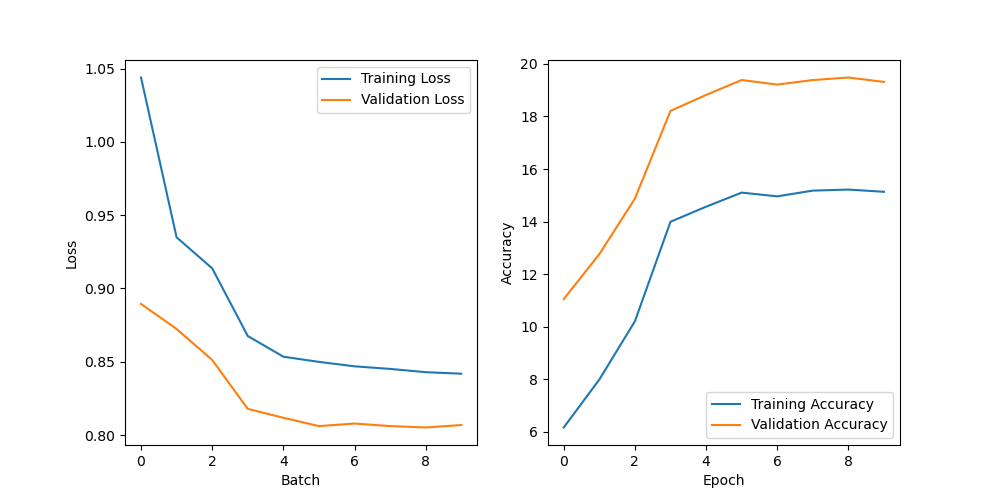 1.05
1.00
0.95
0.90
0.85
0.80
Loss
0 2 4 6 8
Batch
Training Loss
Validation Loss
20
18
16
14
12
10
8
6
Accuracy
0 2 4 6 8
Epoch
Training Accuracy
Validation Accuracy